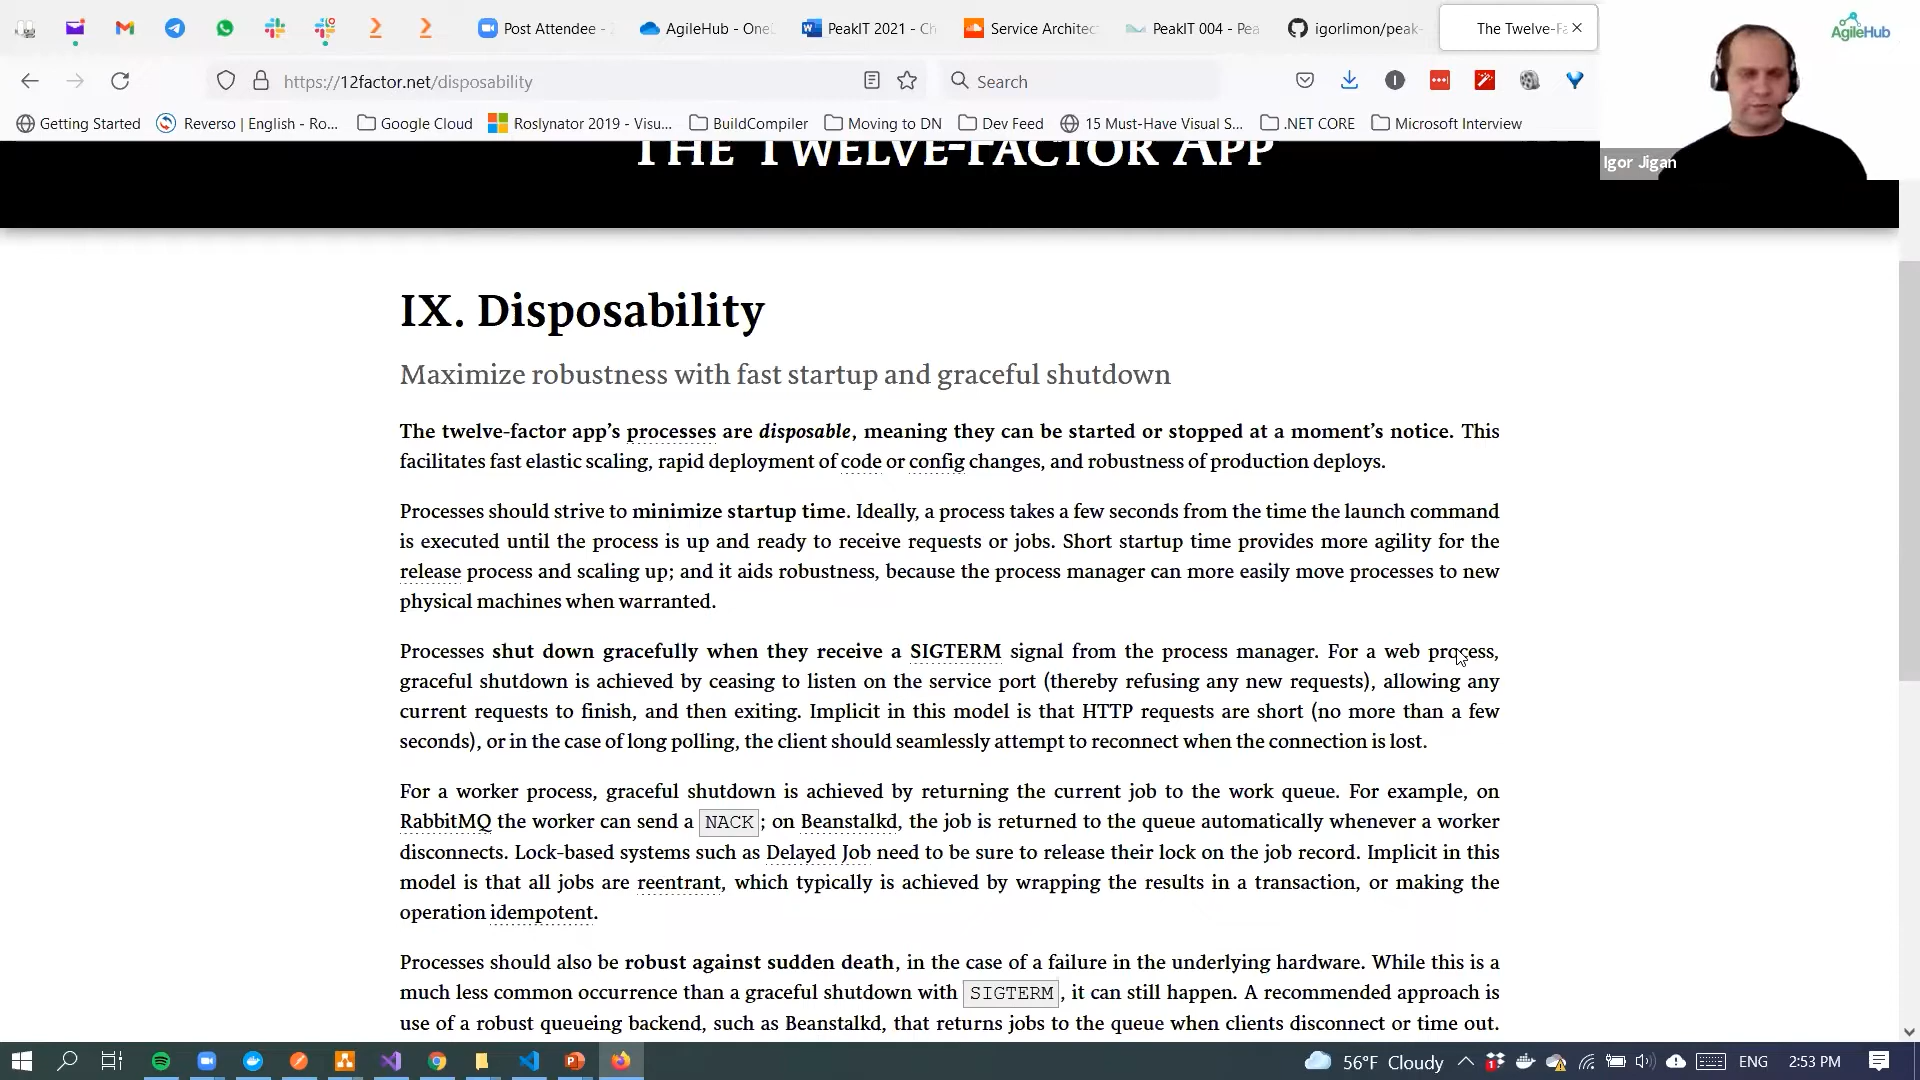 Post Attendee -
AgileHub - One
PeakIT 2021 - Ch
Service Architec
PeakIT 004 - Pea
igorlimon/peak-
The Twelve-Fa
AgileHub
https://12factor.net/disposability
Search
Getting Started
Reverso | English - Ro...
Google Cloud
Roslynator 2019 - Visu...
BuildCompiler
Moving to DN
Dev Feed
15 Must-Have Visual S...
.NET CORE
Microsoft Interview
Igor Jigan
THE TWELVE-FACTOR APP
IX. Disposability
Maximize robustness with fast startup and graceful shutdown
The twelve-factor app’s processes are disposable, meaning they can be started or stopped at a moment’s notice. This
facilitates fast elastic scaling, rapid deployment of code or config changes, and robustness of production deploys.
Processes should strive to minimize startup time. Ideally, a process takes a few seconds from the time the launch command
is executed until the process is up and ready to receive requests or jobs. Short startup time provides more agility for the
release process and scaling up; and it aids robustness, because the process manager can more easily move processes to new
physical machines when warranted.
Processes shut down gracefully when they receive a SIGTERM signal from the process manager. For a web process,
graceful shutdown is achieved by ceasing to listen on the service port (thereby refusing any new requests), allowing any
current requests to finish, and then exiting. Implicit in this model is that HTTP requests are short (no more than a few
seconds), or in the case of long polling, the client should seamlessly attempt to reconnect when the connection is lost.
For a worker process, graceful shutdown is achieved by returning the current job to the work queue. For example, on
RabbitMQ the worker can send a NACK; on Beanstalkd, the job is returned to the queue automatically whenever a worker
disconnects. Lock-based systems such as Delayed Job need to be sure to release their lock on the job record. Implicit in this
model is that all jobs are reentrant, which typically is achieved by wrapping the results in a transaction, or making the
operation idempotent.
Processes should also be robust against sudden death, in the case of a failure in the underlying hardware. While this is a
much less common occurrence than a graceful shutdown with SIGTERM, it can still happen. A recommended approach is
use of a robust queueing backend, such as Beanstalkd, that returns jobs to the queue when clients disconnect or time out.
56°F Cloudy
ENG
2:53 PM